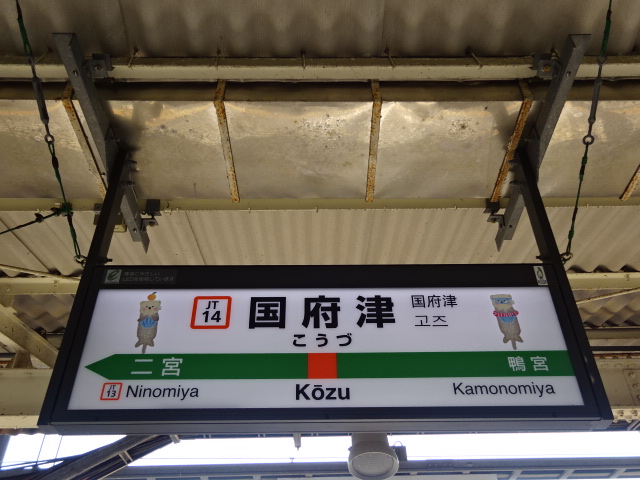 JT
14
国府津
こうづ
国府津
고즈
二宮
鴨宮
JT
13
Ninomiya
Kōzu
Kamonomiya